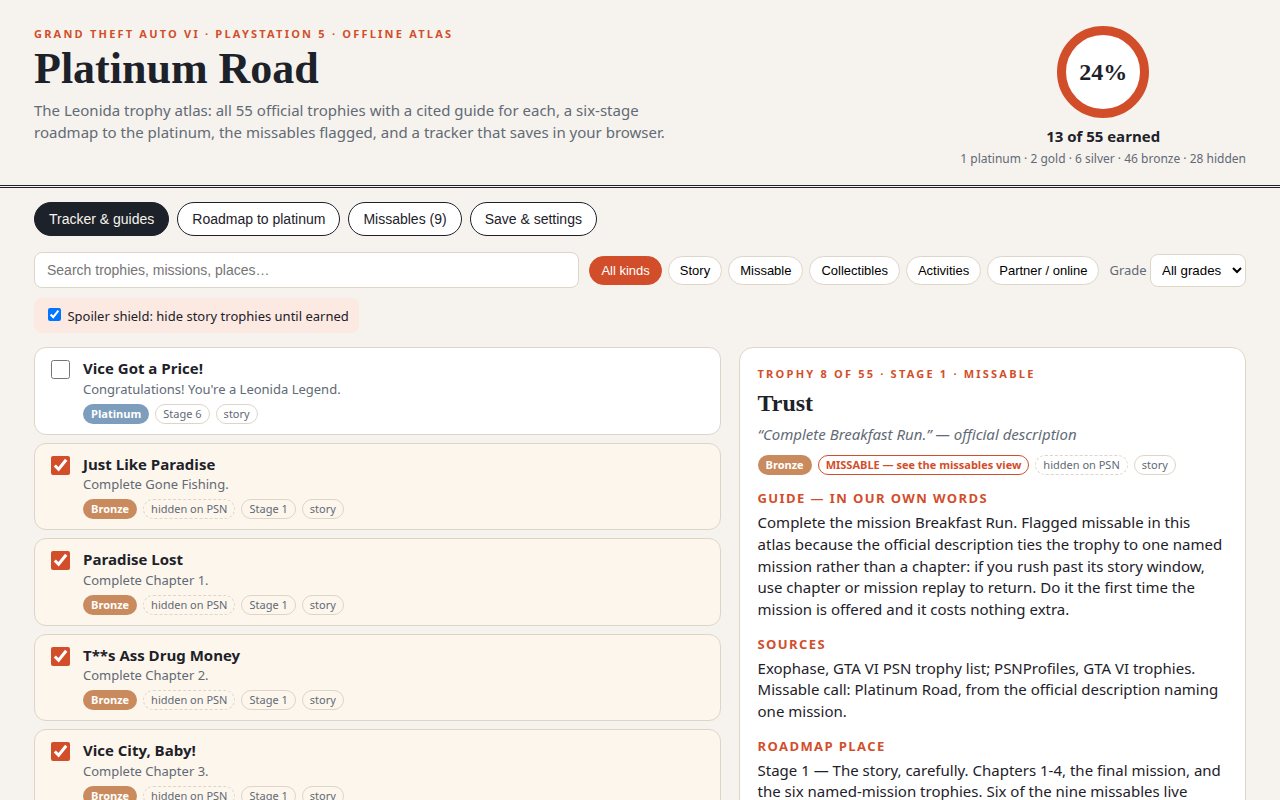 GRAND THEFT AUTO VI · PLAYSTATION 5 · OFFLINE ATLAS
Platinum Road
The Leonida trophy atlas: all 55 official trophies with a cited guide for each, a six-stage
roadmap to the platinum, the missables flagged, and a tracker that saves in your browser.
24%
13 of 55 earned
1 platinum · 2 gold · 6 silver · 46 bronze · 28 hidden
Tracker & guides
Roadmap to platinum
Missables (9)
Save & settings
Search trophies, missions, places…
All kinds
Story
Missable
Collectibles
Activities
Partner / online
Grade
All grades
Spoiler shield: hide story trophies until earned
Vice Got a Price!
Congratulations! You're a Leonida Legend.
Platinum
Stage 6
story
Just Like Paradise
Complete Gone Fishing.
Bronze
hidden on PSN
Stage 1
story
Paradise Lost
Complete Chapter 1.
Bronze
hidden on PSN
Stage 1
story
T**s Ass Drug Money
Complete Chapter 2.
Bronze
hidden on PSN
Stage 1
story
Vice City, Baby!
Complete Chapter 3.
Bronze
hidden on PSN
Stage 1
story
TROPHY 8 OF 55 · STAGE 1 · MISSABLE
Trust
“Complete Breakfast Run.” — official description
Bronze
MISSABLE — see the missables view
hidden on PSN
story
GUIDE — IN OUR OWN WORDS
Complete the mission Breakfast Run. Flagged missable in this
atlas because the official description ties the trophy to one named
mission rather than a chapter: if you rush past its story window,
use chapter or mission replay to return. Do it the first time the
mission is offered and it costs nothing extra.
SOURCES
Exophase, GTA VI PSN trophy list; PSNProfiles, GTA VI trophies.
Missable call: Platinum Road, from the official description naming
one mission.
ROADMAP PLACE
Stage 1 — The story, carefully. Chapters 1-4, the final mission, and
the six named-mission trophies. Six of the nine missables live